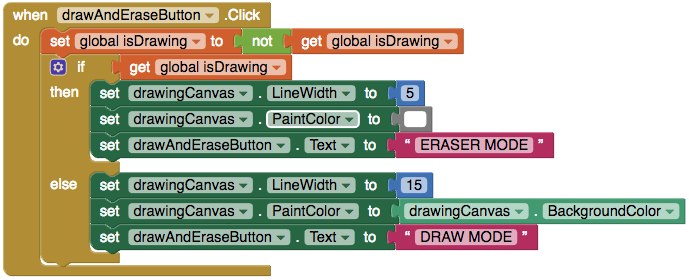 when drawAndEraseButton .Click
do set global isDrawing to not get global isDrawing
if get global isDrawing
then set drawingCanvas . LineWidth to 5
set drawingCanvas . PaintColor to
set drawAndEraseButton . Text to “ ERASER MODE ”
else set drawingCanvas . LineWidth to 15
set drawingCanvas . PaintColor to drawingCanvas . BackgroundColor
set drawAndEraseButton . Text to “ DRAW MODE ”